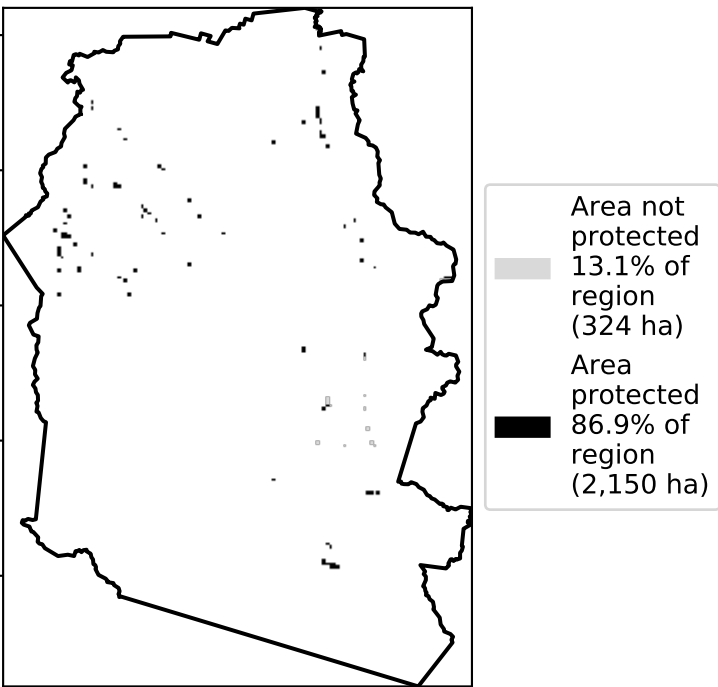 Area not
protected
13.1% of
region
(324 ha)
Area
protected
86.9% of
region
(2,150 ha)